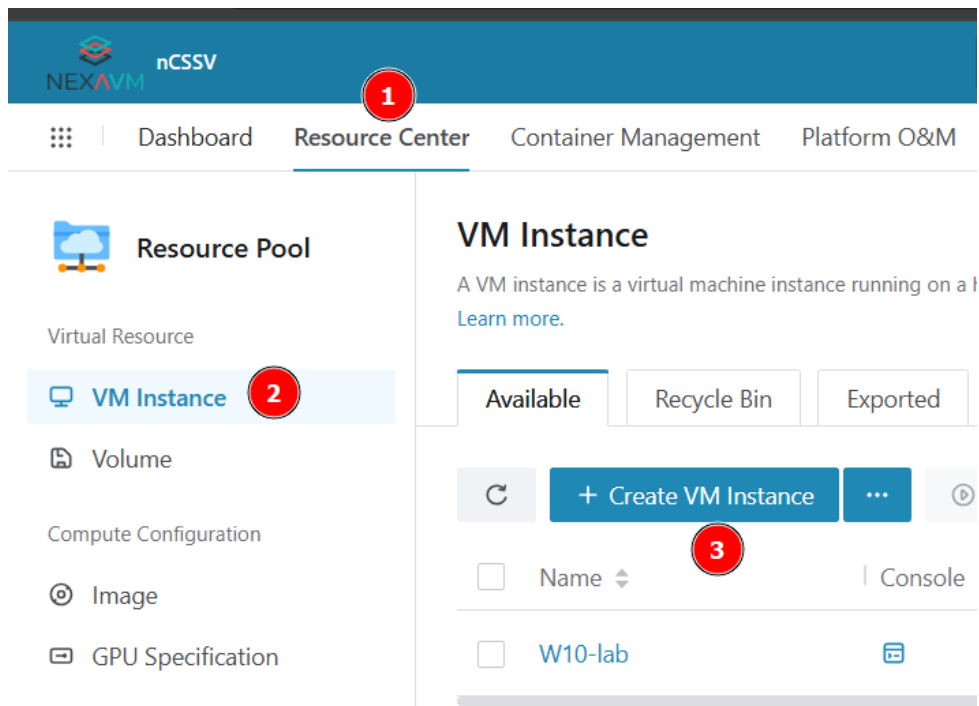 nCSSV
NEXAVM
1
Dashboard Resource Center Container Management Platform O&M
Resource Pool
Virtual Resource
VM Instance 2
Volume
Compute Configuration
Image
GPU Specification
VM Instance
A VM instance is a virtual machine instance running on a
Learn more.
Available Recycle Bin Exported
+ Create VM Instance ...
3
Name Console
W10-lab